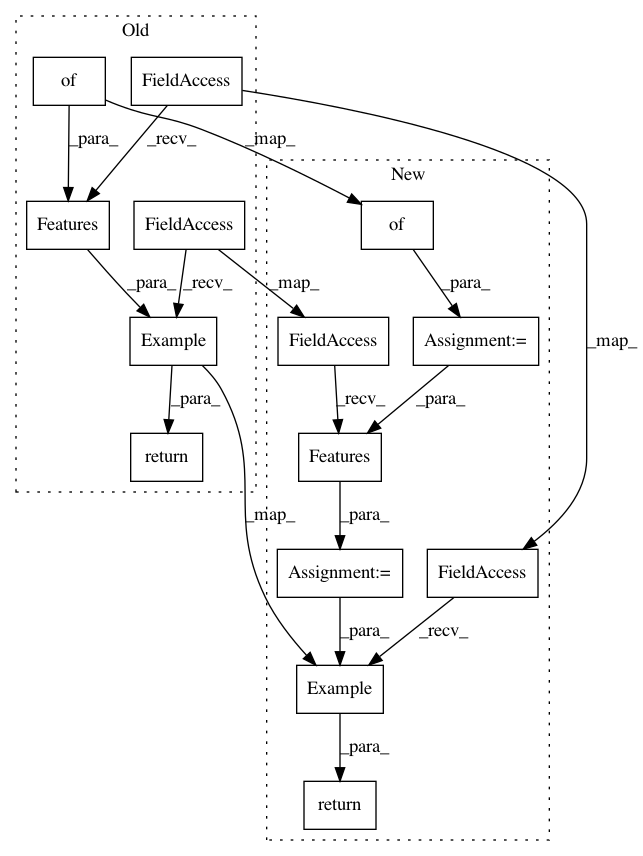 Old
of
FieldAccess
_para_
_recv_
_map_
New
Features
FieldAccess
of
_para_
_recv_
_map_
_para_
Example
FieldAccess
Assignment:=
_map_
_para_
_recv_
_para_
return
Features
_map_
_para_
Assignment:=
FieldAccess
_para_
_recv_
Example
_para_
return